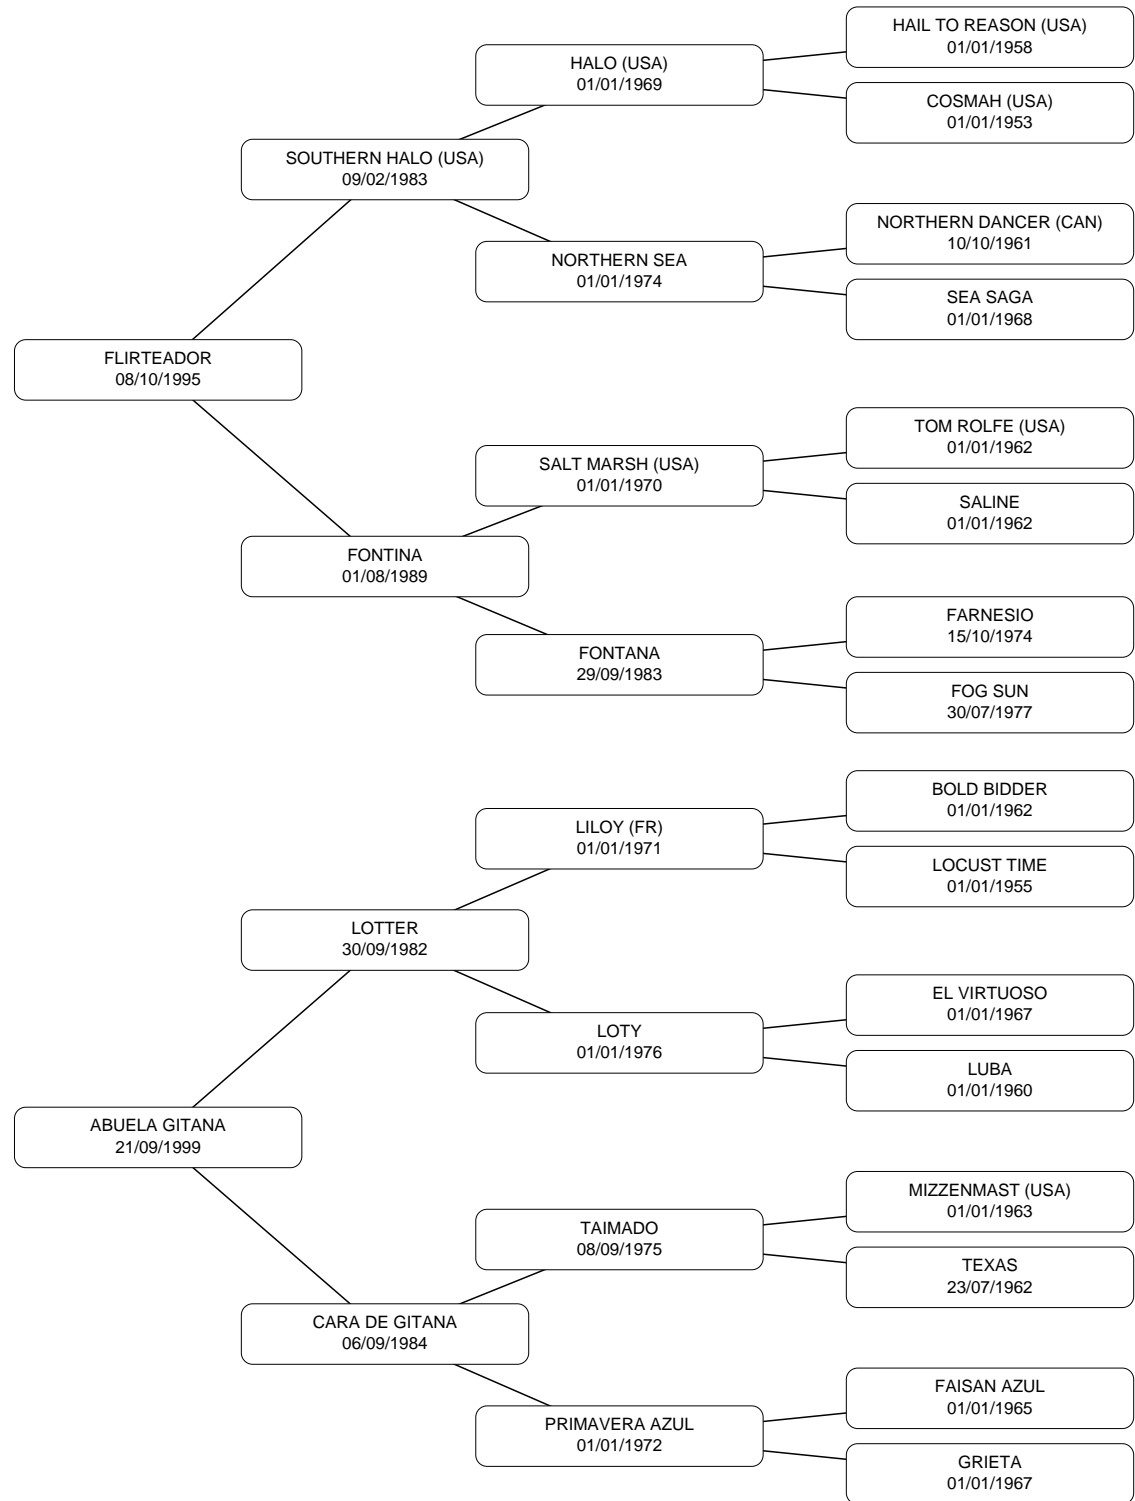 HAIL TO REASON (USA)
01/01/1958
HALO (USA)
01/01/1969
COSMAH (USA)
01/01/1953
SOUTHERN HALO (USA)
09/02/1983
NORTHERN DANCER (CAN)
10/10/1961
NORTHERN SEA
01/01/1974
SEA SAGA
01/01/1968
FLIRTEADOR
08/10/1995
TOM ROLFE (USA)
01/01/1962
SALT MARSH (USA)
01/01/1970
SALINE
01/01/1962
FONTINA
01/08/1989
FARNESIO
15/10/1974
FONTANA
29/09/1983
FOG SUN
30/07/1977
BOLD BIDDER
01/01/1962
LILOY (FR)
01/01/1971
LOCUST TIME
01/01/1955
LOTTER
30/09/1982
EL VIRTUOSO
01/01/1967
LOTY
01/01/1976
LUBA
01/01/1960
ABUELA GITANA
21/09/1999
MIZZENMAST (USA)
01/01/1963
TAIMADO
08/09/1975
TEXAS
23/07/1962
CARA DE GITANA
06/09/1984
FAISAN AZUL
01/01/1965
PRIMAVERA AZUL
01/01/1972
GRIETA
01/01/1967